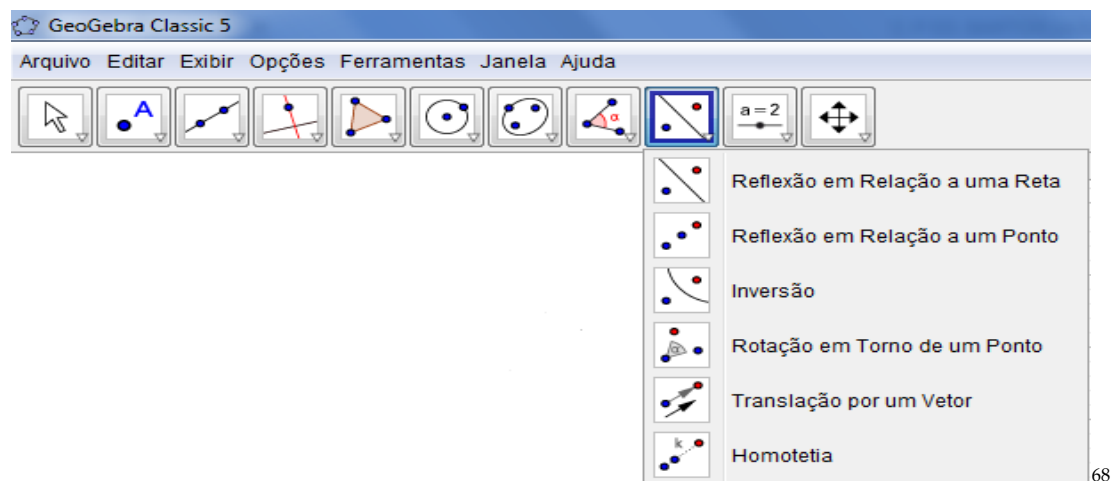 GeoGebra Classic 5
Arquivo Editar Exibir Opções Ferramentas Janela Ajuda
A
α
a=2
Reflexão em Relação a uma Reta
Reflexão em Relação a um Ponto
Inversão
α
Rotação em Torno de um Ponto
Translação por um Vetor
k
Homotetia
68